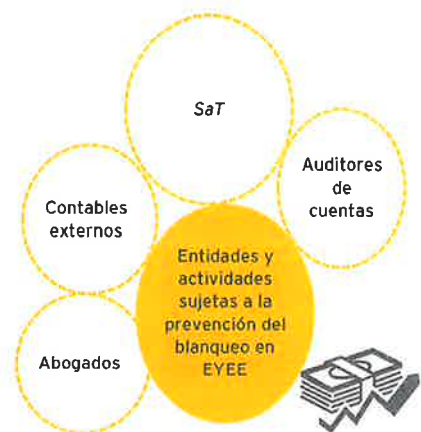 SaT
Auditores
de
cuentas
Contables
externos
Entidades y
actividades
sujetas a la
prevención del
blanqueo en
EYEE
Abogados